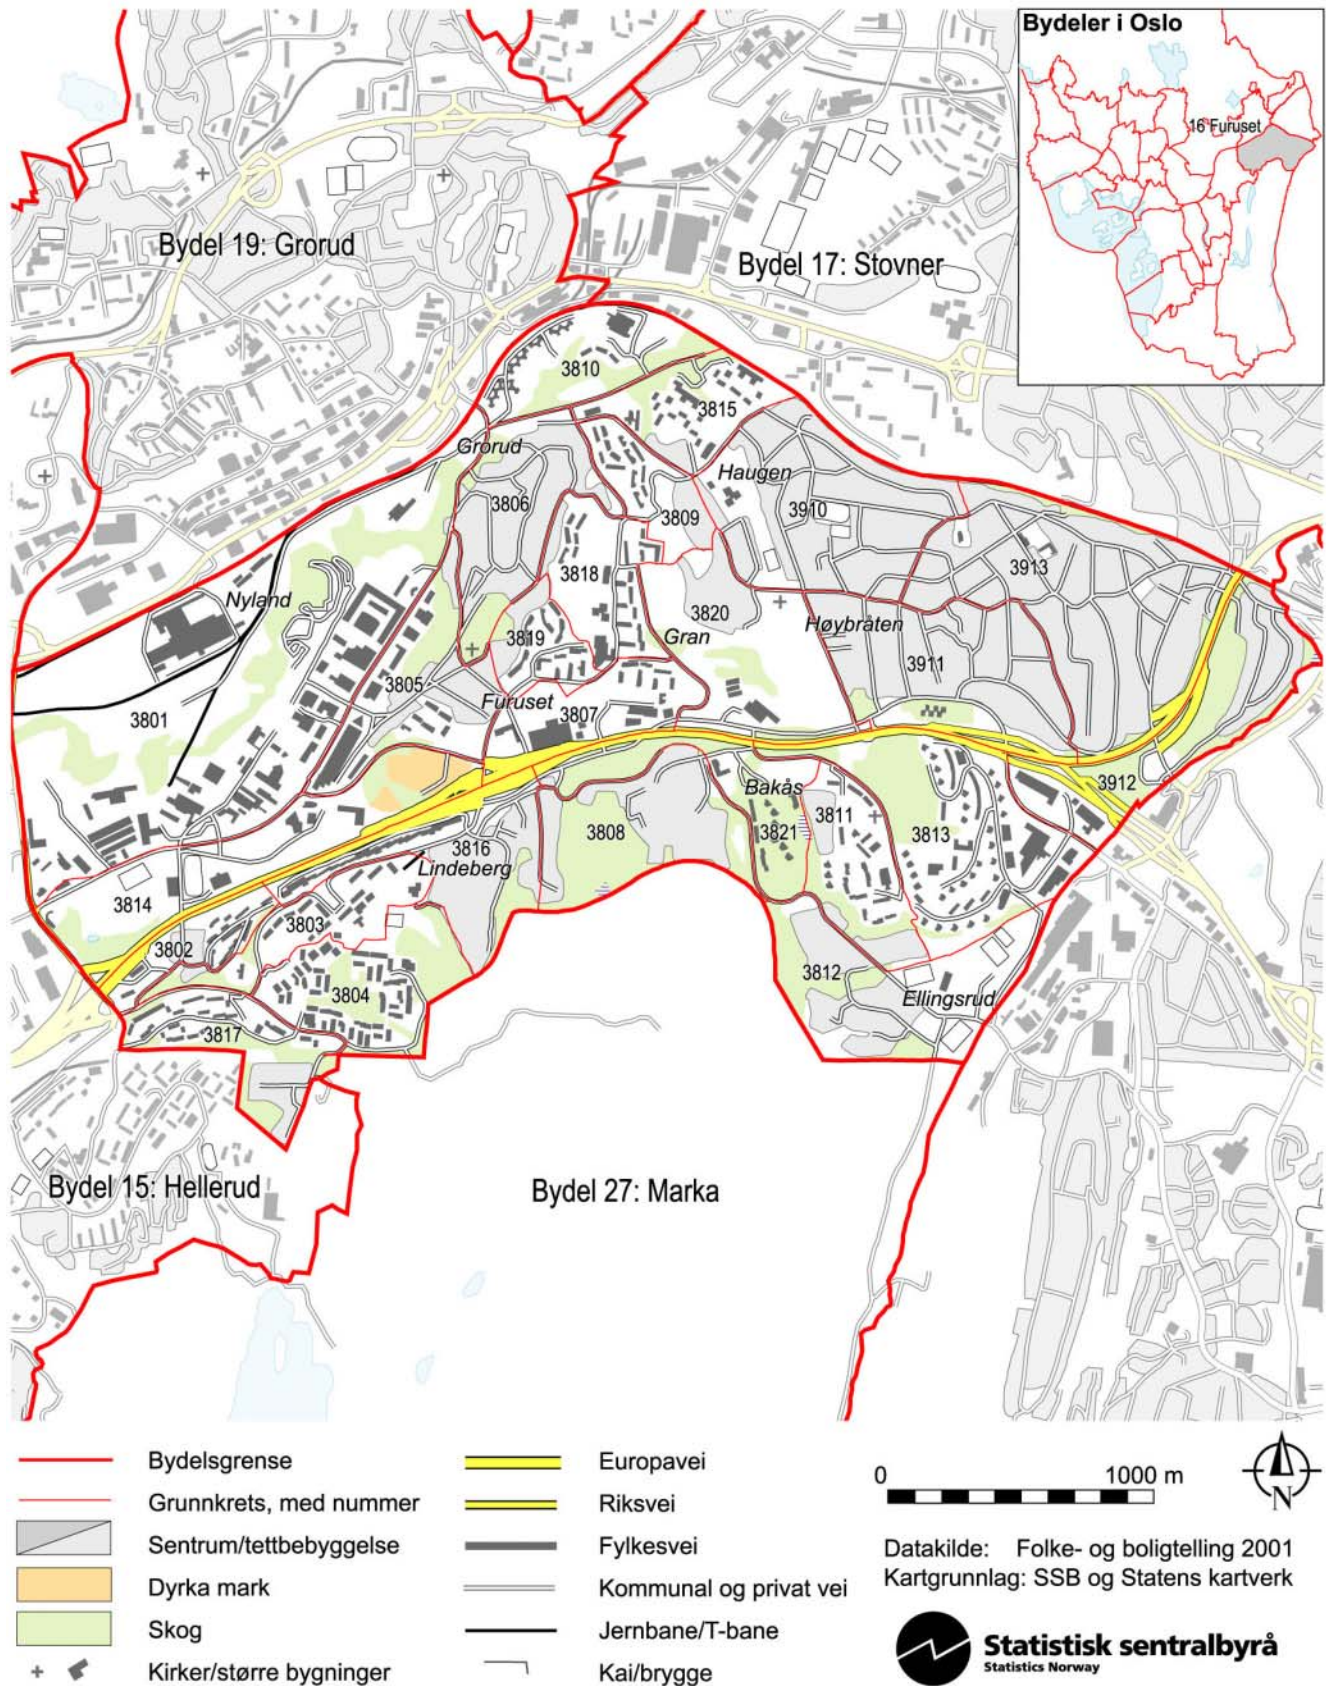 Bydeler i Oslo
16 Furuset
Bydel 19: Grorud
Bydel 17: Stovner
3810
3815
Grorud
Haugen
3806
3809
3910
3913
3818
Nyland
3820
3819
Gran
Høybråten
3911
3805
Furuset
3801
3807
3912
Bakås
3811
3808
3821
3813
3816
Lindeberg
3814
3803
3802
3812
3804
Ellingsrud
3817
Bydel 15: Hellerud
Bydel 27: Marka
Bydelsgrense
Grunnkrets, med nummer
Sentrum/tettbebyggelse
Dyrka mark
Skog
Kirker/større bygninger
Europavei
Riksvei
Fylkesvei
Kommunal og privat vei
Jernbane/T-bane
Kai/brygge
0 1000 m
N
Datakilde: Folke- og boligtelling 2001
Kartgrunnlag: SSB og Statens kartverk
Statistisk sentralbyrå
Statistics Norway